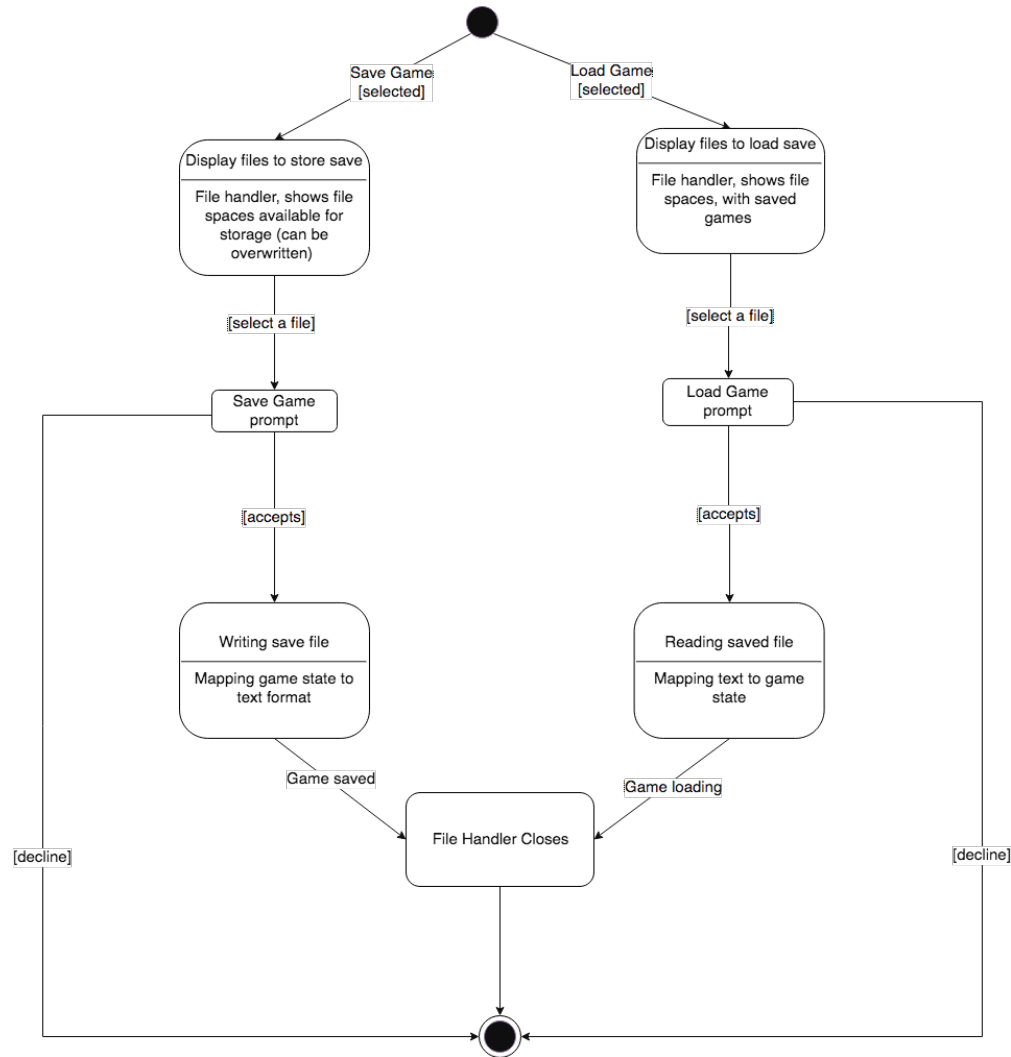 Save Game
[selected]
Load Game
[selected]
Display files to store save
File handler, shows file
spaces available for
storage (can be
overwritten)
Display files to load save
File handler, shows file
spaces, with saved
games
[select a file]
[select a file]
Save Game
prompt
Load Game
prompt
[accepts]
[accepts]
Writing save file
Mapping game state to
text format
Reading saved file
Mapping text to game
state
Game saved
Game loading
File Handler Closes
[decline]
[decline]